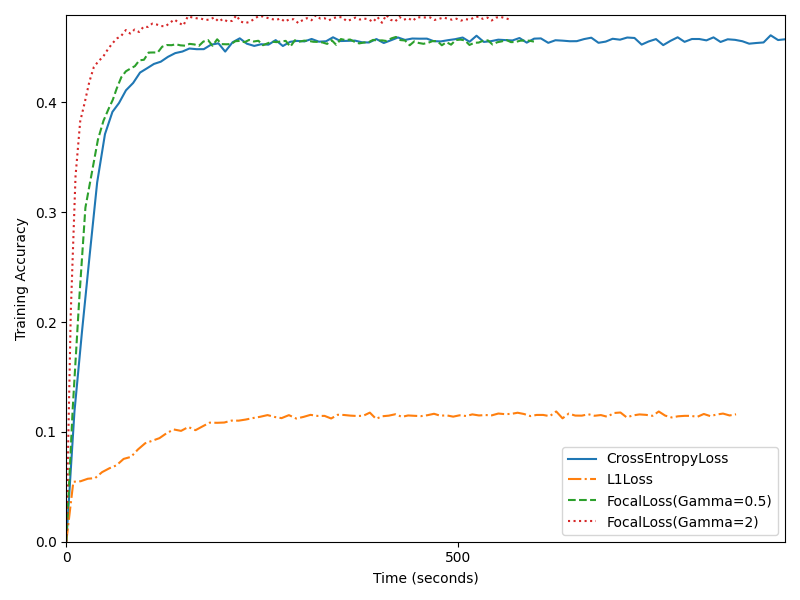 Training Accuracy
0.4
0.3
0.2
0.1
0.0
0
500
Time (seconds)
CrossEntropyLoss
L1Loss
FocalLoss(Gamma=0.5)
FocalLoss(Gamma=2)